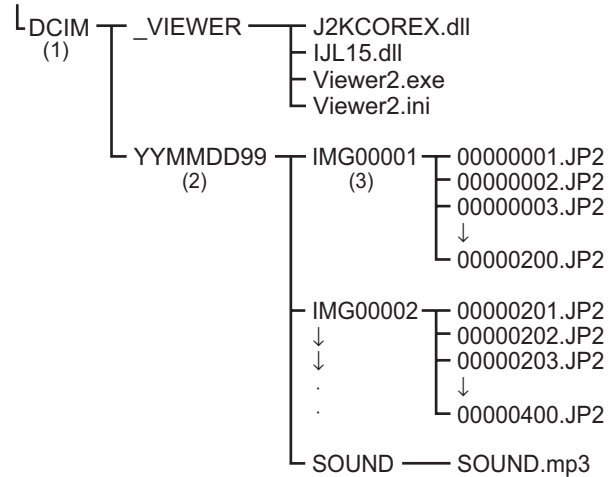 DCIM _VIEWER J2KCOREX.dll
(1) IJL15.dll
Viewer2.exe
Viewer2.ini
YYMMDD99 IMG00001 00000001.JP2
(2) (3) 00000002.JP2
00000003.JP2
↓
00000200.JP2
IMG00002 00000201.JP2
↓ 00000202.JP2
↓ 00000203.JP2
. ↓
. 00000400.JP2
SOUND SOUND.mp3